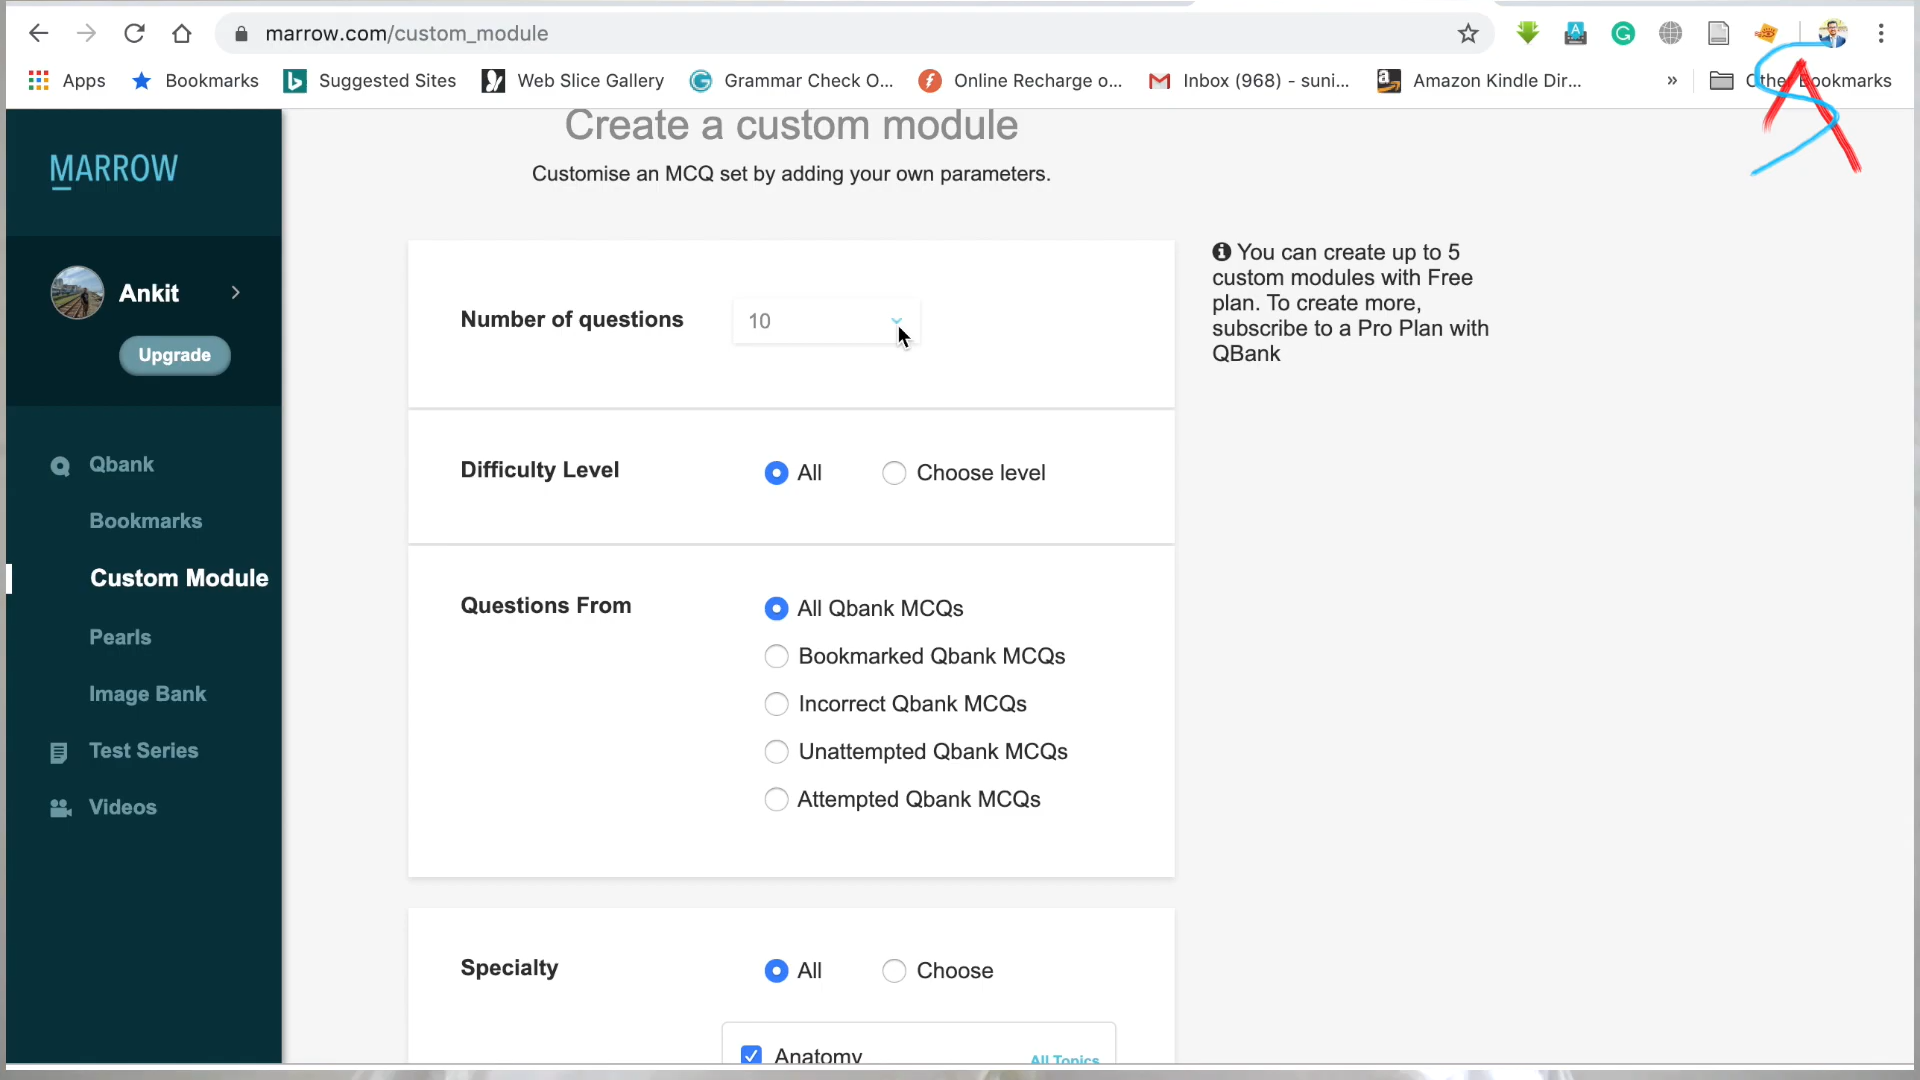 marrow.com/custom_module
Apps
Bookmarks
Suggested Sites
Web Slice Gallery
Grammar Check O...
Online Recharge o...
Inbox (968) - suni...
Amazon Kindle Dir...
»
Other Bookmarks
MARROW
Ankit
Upgrade
Qbank
Bookmarks
Custom Module
Pearls
Image Bank
Test Series
Videos
Create a custom module
Customise an MCQ set by adding your own parameters.
Number of questions
10
Difficulty Level
All
Choose level
Questions From
All Qbank MCQs
Bookmarked Qbank MCQs
Incorrect Qbank MCQs
Unattempted Qbank MCQs
Attempted Qbank MCQs
Specialty
All
Choose
Anatomy
All Topics
You can create up to 5
custom modules with Free
plan. To create more,
subscribe to a Pro Plan with
QBank